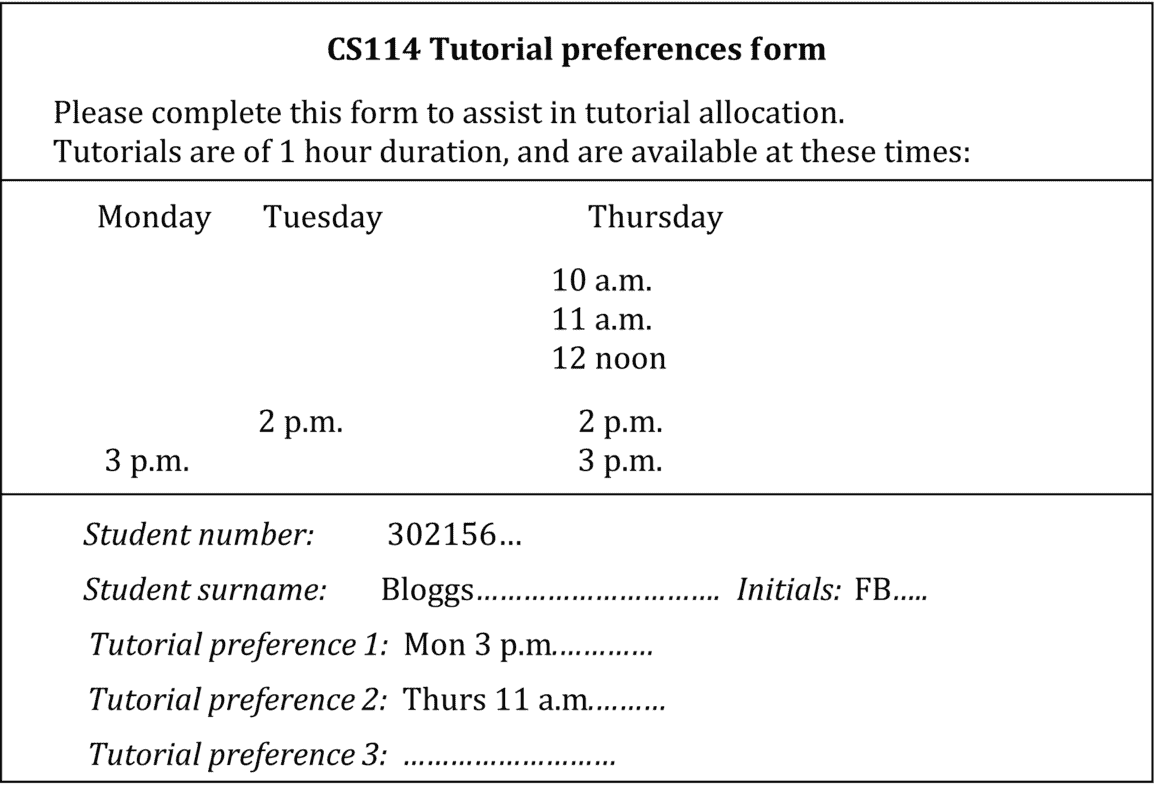 CS114 Tutorial preferences form
Please complete this form to assist in tutorial allocation.
Tutorials are of 1 hour duration, and are available at these times:
Monday Tuesday Thursday
10 a.m.
11 a.m.
12 noon
2 p.m. 2 p.m.
3 p.m. 3 p.m.
Student number: 302156...
Student surname: Bloggs................................ Initials: FB.....
Tutorial preference 1: Mon 3 p.m.............
Tutorial preference 2: Thurs 11 a.m..........
Tutorial preference 3: ...........................